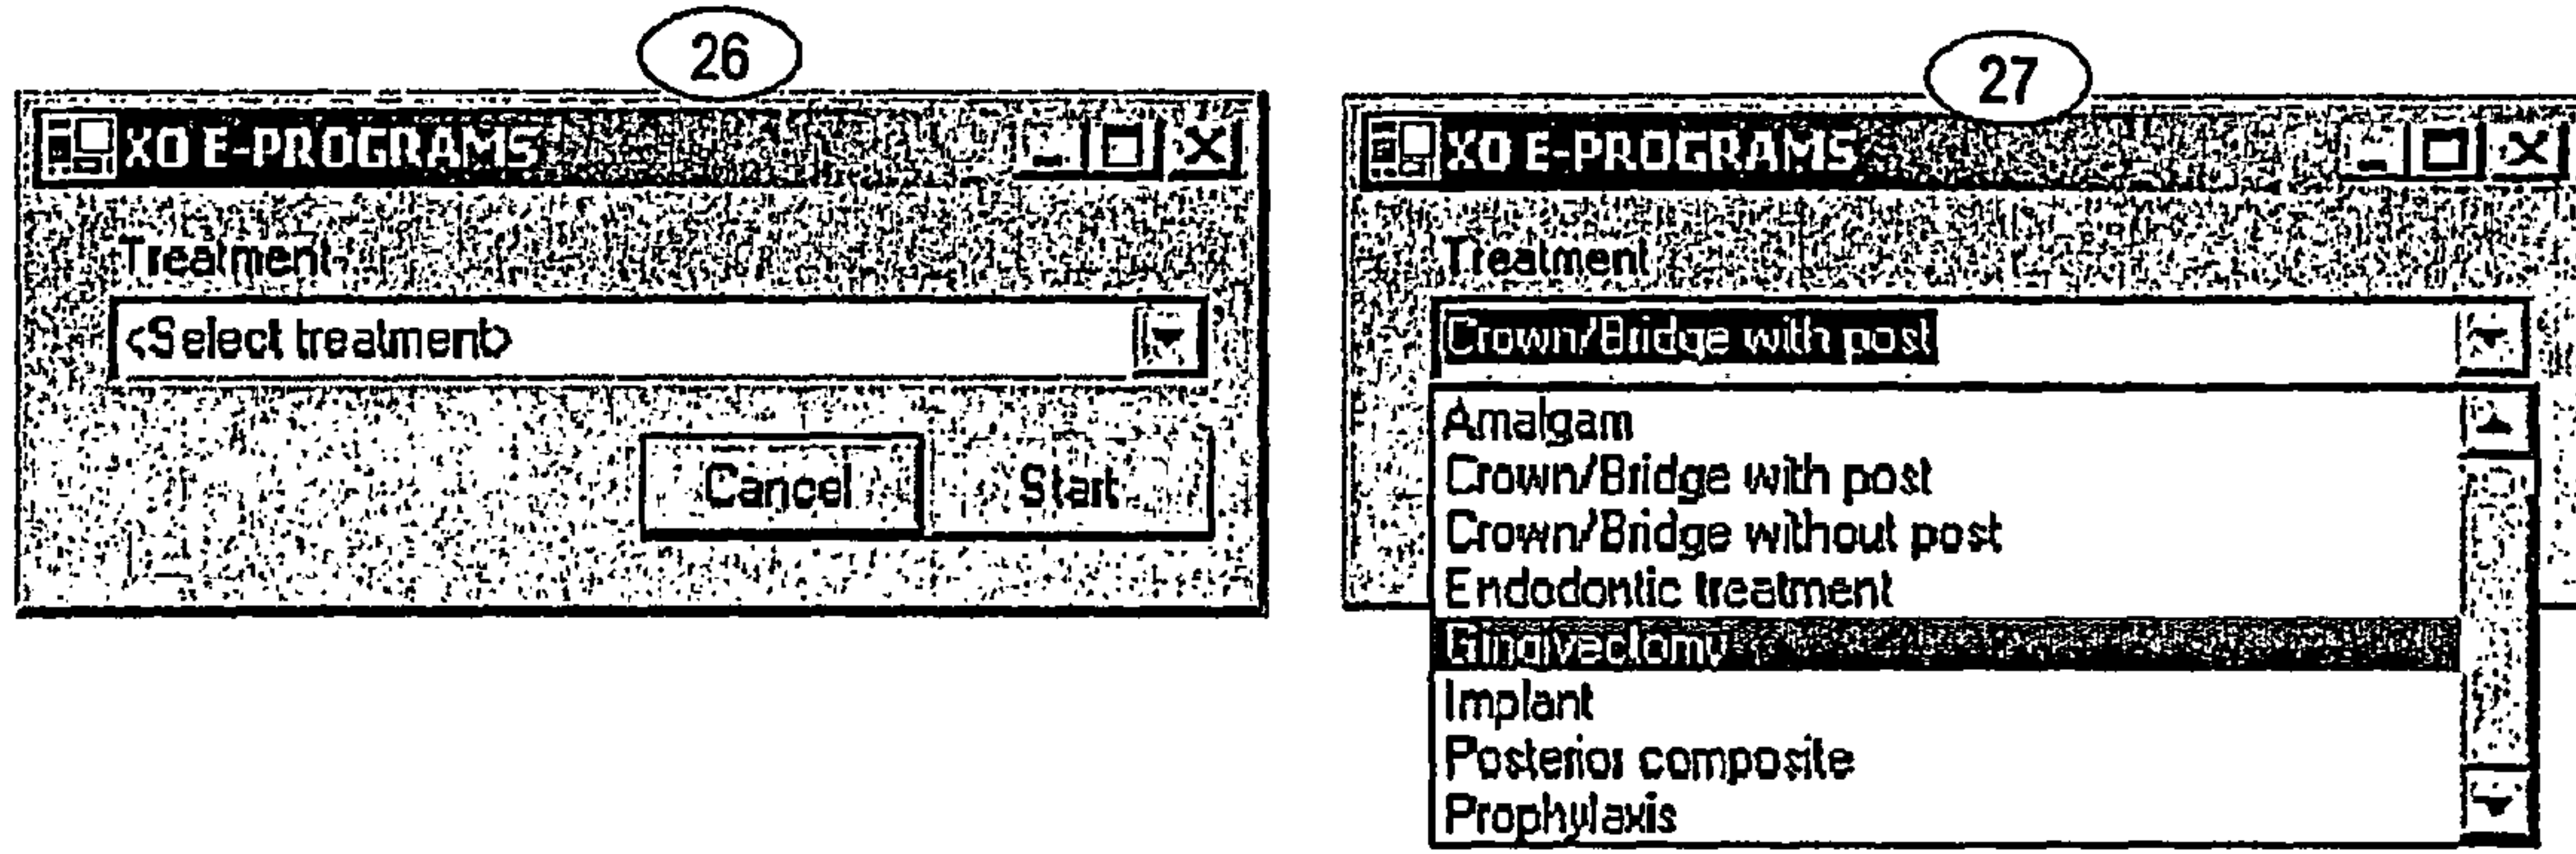 26
XO E-PROGRAMS
Treatment
<Select treatment>
Cancel Start
27
XO E-PROGRAMS
Treatment
Crown/Bridge with post
Amalgam
Crown/Bridge with post
Crown/Bridge without post
Endodontic treatment
Gingivectomy
Implant
Posterior composite
Prophylaxis